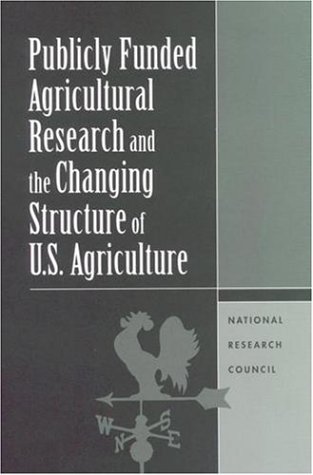 Publicly Funded
Agricultural
Research and
the Changing
Structure of
U.S. Agriculture
NATIONAL
RESEARCH
COUNCIL
N
W
S
E